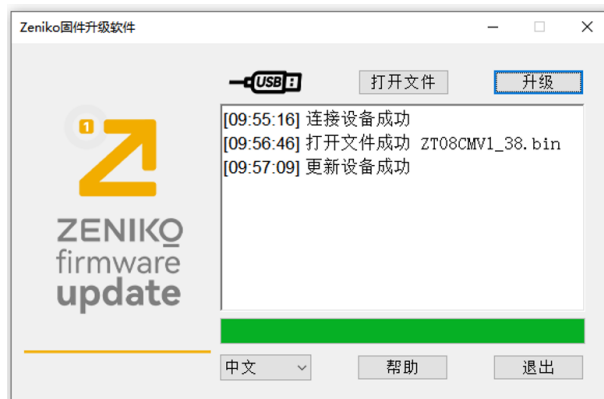 Zeniko固件升级软件
USB
打开文件
升级
[09:55:16] 连接设备成功
[09:56:46] 打开文件成功 ZT08CMV1_38.bin
[09:57:09] 更新设备成功
1
ZENIKO
firmware
update
中文
帮助
退出